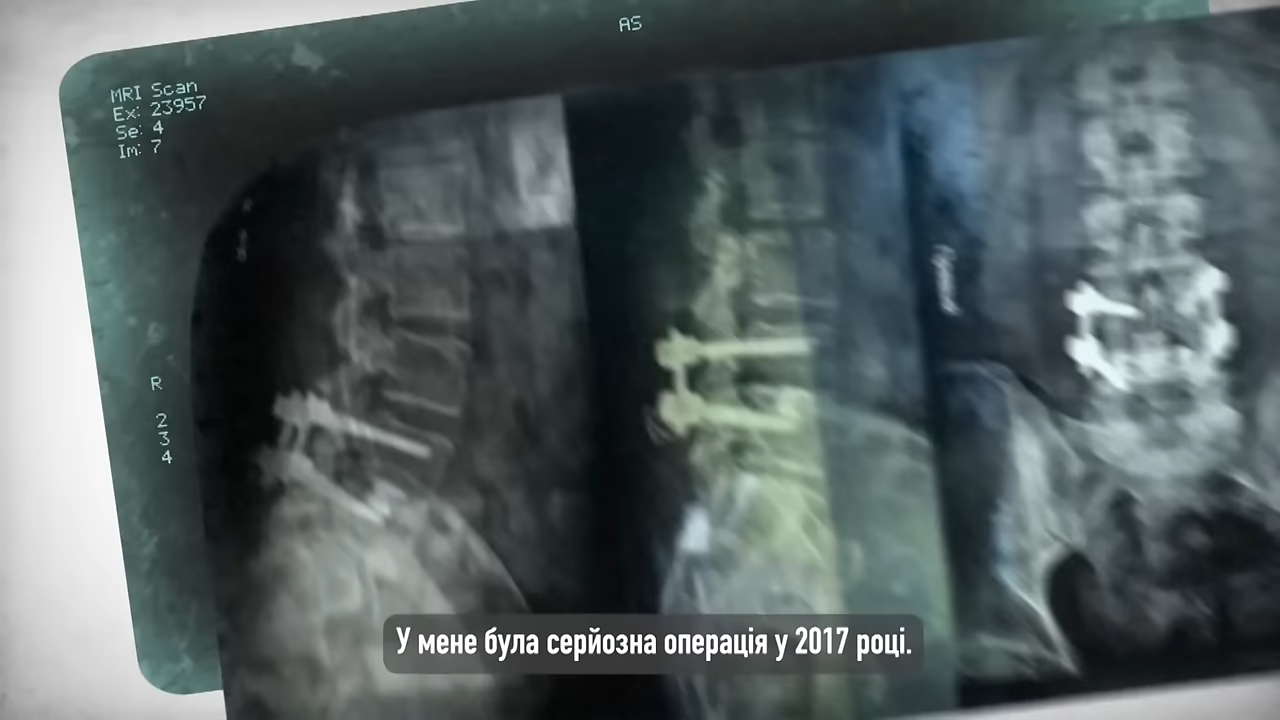 AS
MRI Scan
Ex: 23957
Se: 4
Im: 7
R
2
3
4
У мене була серйозна операція у 2017 році.